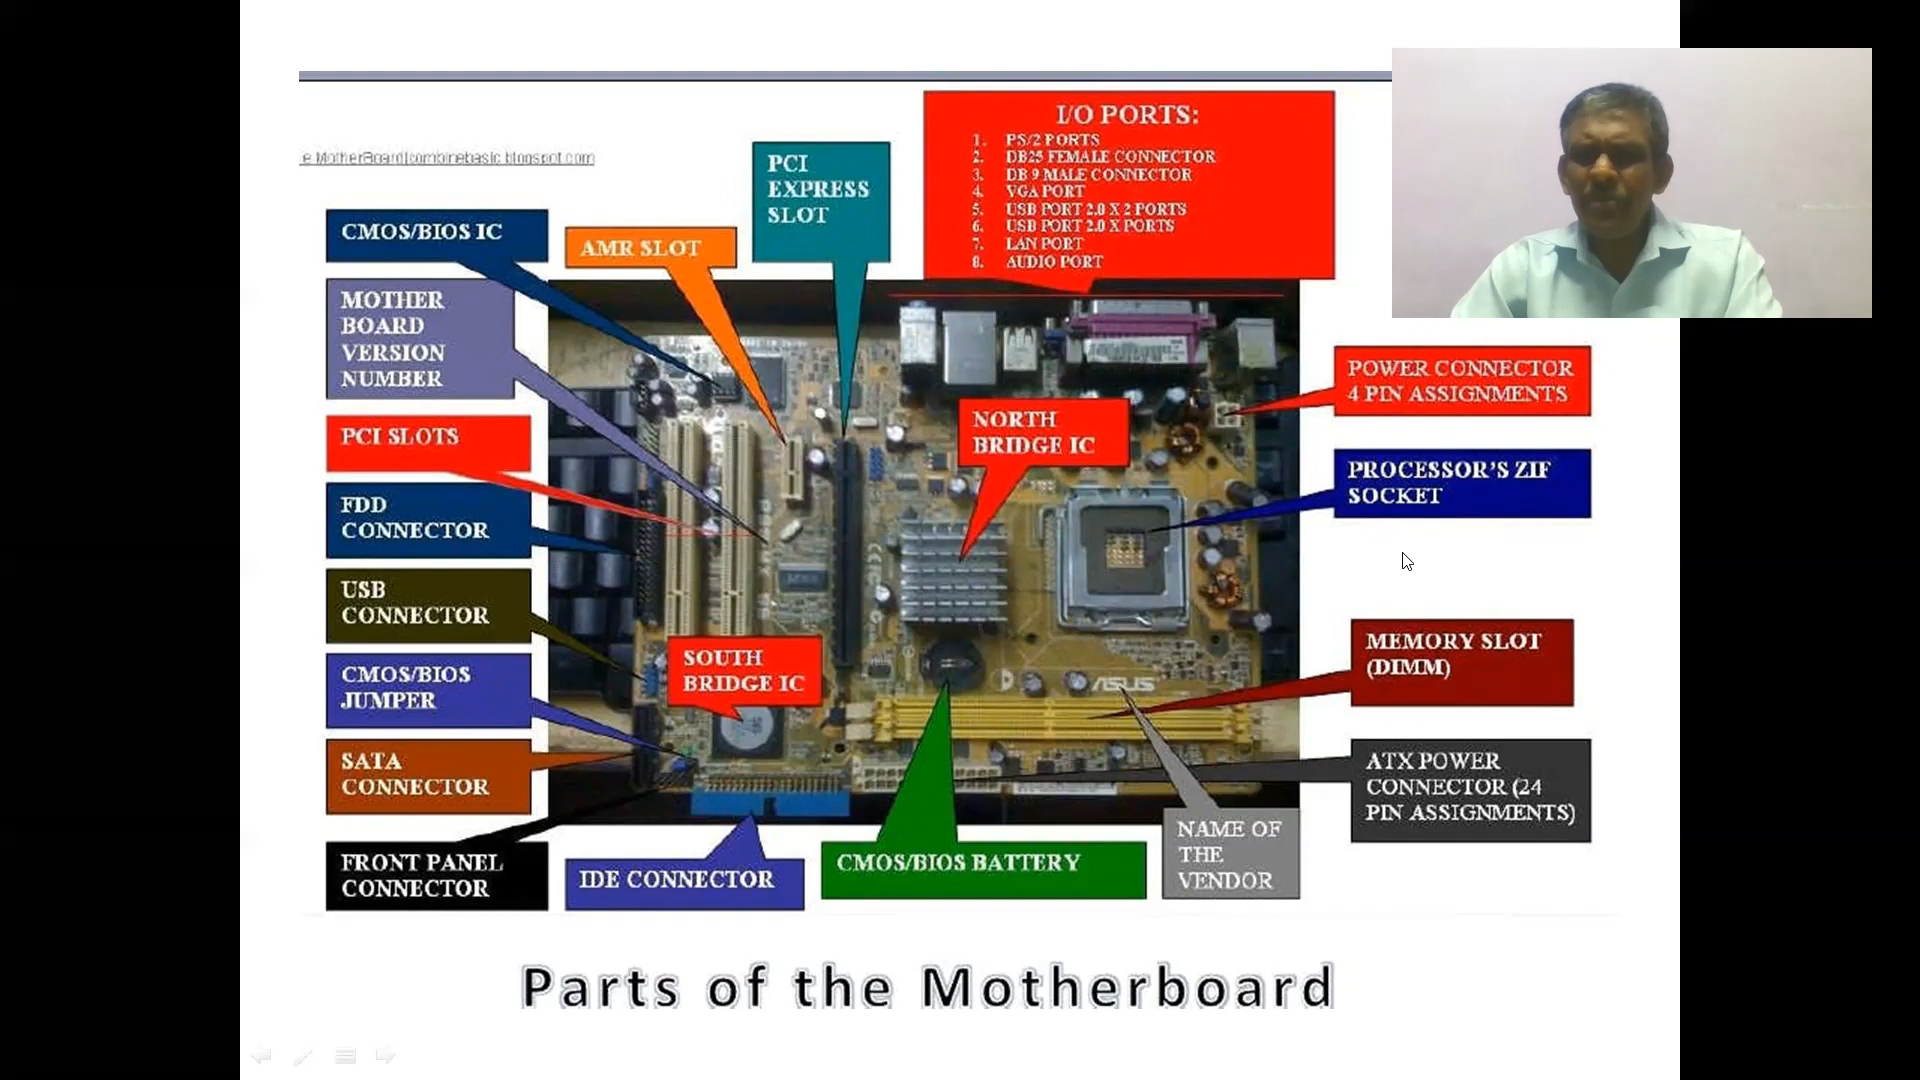 e MotherBoard|combinebasic.blogspot.com
I/O PORTS:
1. PS/2 PORTS
2. DB25 FEMALE CONNECTOR
3. DB 9 MALE CONNECTOR
4. VGA PORT
5. USB PORT 2.0 X 2 PORTS
6. USB PORT 2.0 X PORTS
7. LAN PORT
8. AUDIO PORT
PCI
EXPRESS
SLOT
CMOS/BIOS IC
AMR SLOT
MOTHER
BOARD
VERSION
NUMBER
PCI SLOTS
FDD
CONNECTOR
USB
CONNECTOR
CMOS/BIOS
JUMPER
SATA
CONNECTOR
FRONT PANEL
CONNECTOR
NORTH
BRIDGE IC
SOUTH
BRIDGE IC
POWER CONNECTOR
4 PIN ASSIGNMENTS
PROCESSOR'S ZIF
SOCKET
MEMORY SLOT
(DIMM)
ASUS
ATX POWER
CONNECTOR (24
PIN ASSIGNMENTS)
IDE CONNECTOR
CMOS/BIOS BATTERY
NAME OF
THE
VENDOR
Parts of the Motherboard